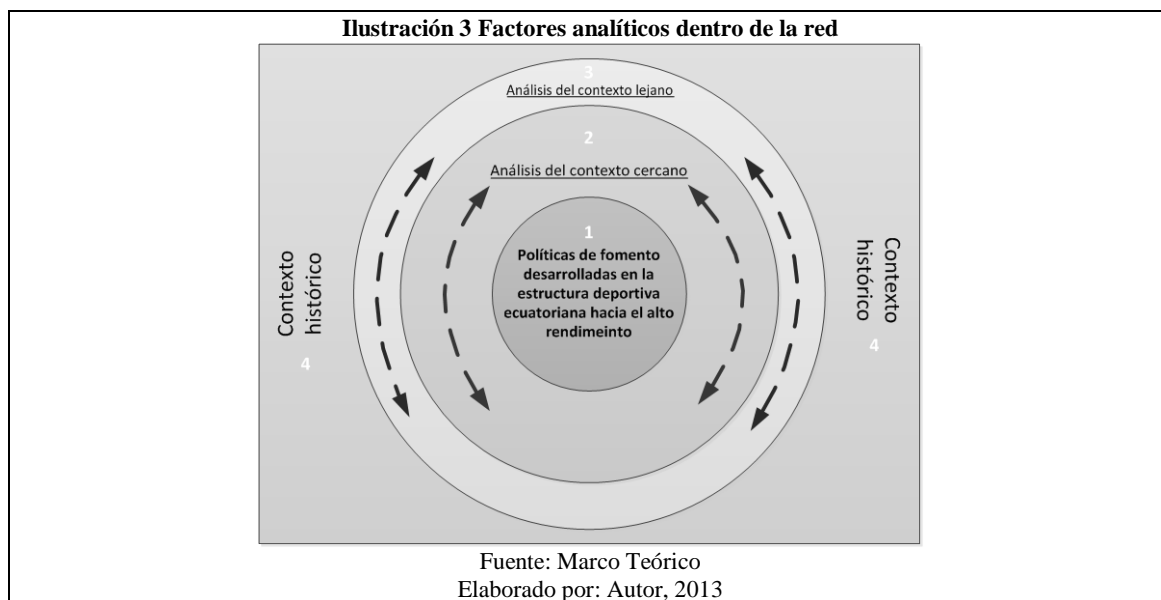 Ilustración 3 Factores analíticos dentro de la red
3
Análisis del contexto lejano
2
Análisis del contexto cercano
1
Políticas de fomento
desarrolladas en la
estructura deportiva
ecuatoriana hacia el alto
rendimeinto
Contexto
histórico
4
Contexto
histórico
4
Fuente: Marco Teórico
Elaborado por: Autor, 2013